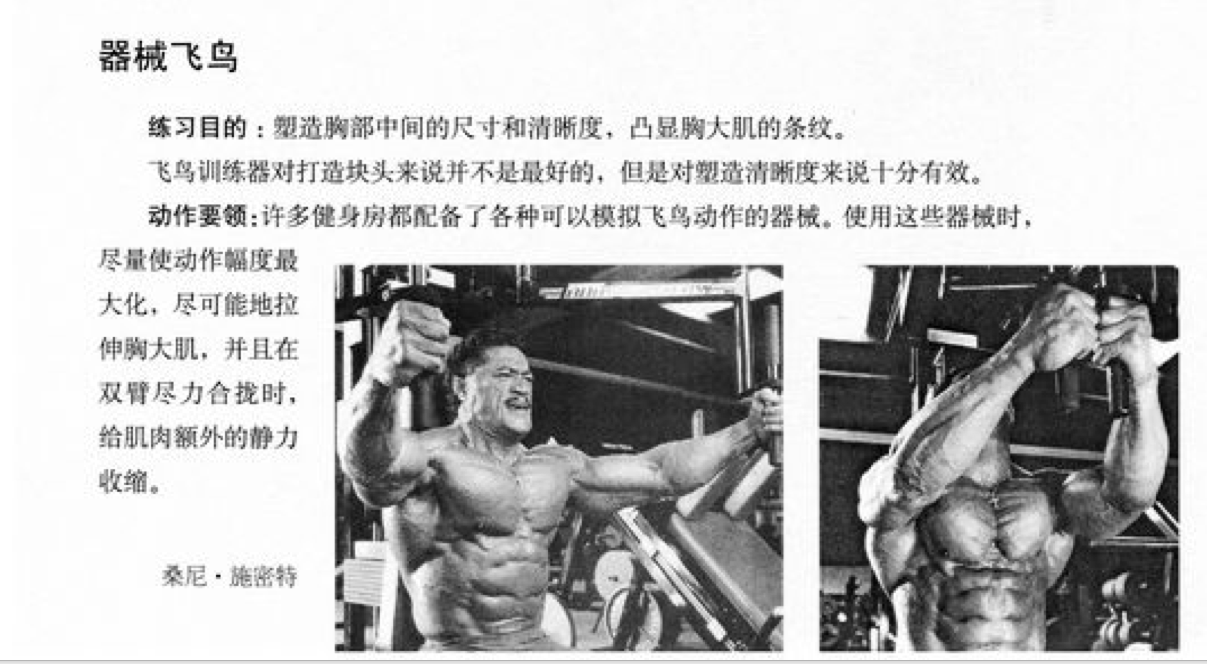 器械飞鸟
练习目的：塑造胸部中间的尺寸和清晰度，凸显胸大肌的条纹。
飞鸟训练器对打造块头来说并不是最好的，但是对塑造清晰度来说十分有效。
动作要领：许多健身房都配备了各种可以模拟飞鸟动作的器械。使用这些器械时，
尽量使动作幅度最
大化，尽可能地拉
伸胸大肌，并且在
双臂尽力合拢时，
给肌肉额外的静力
收缩。
桑尼·施密特